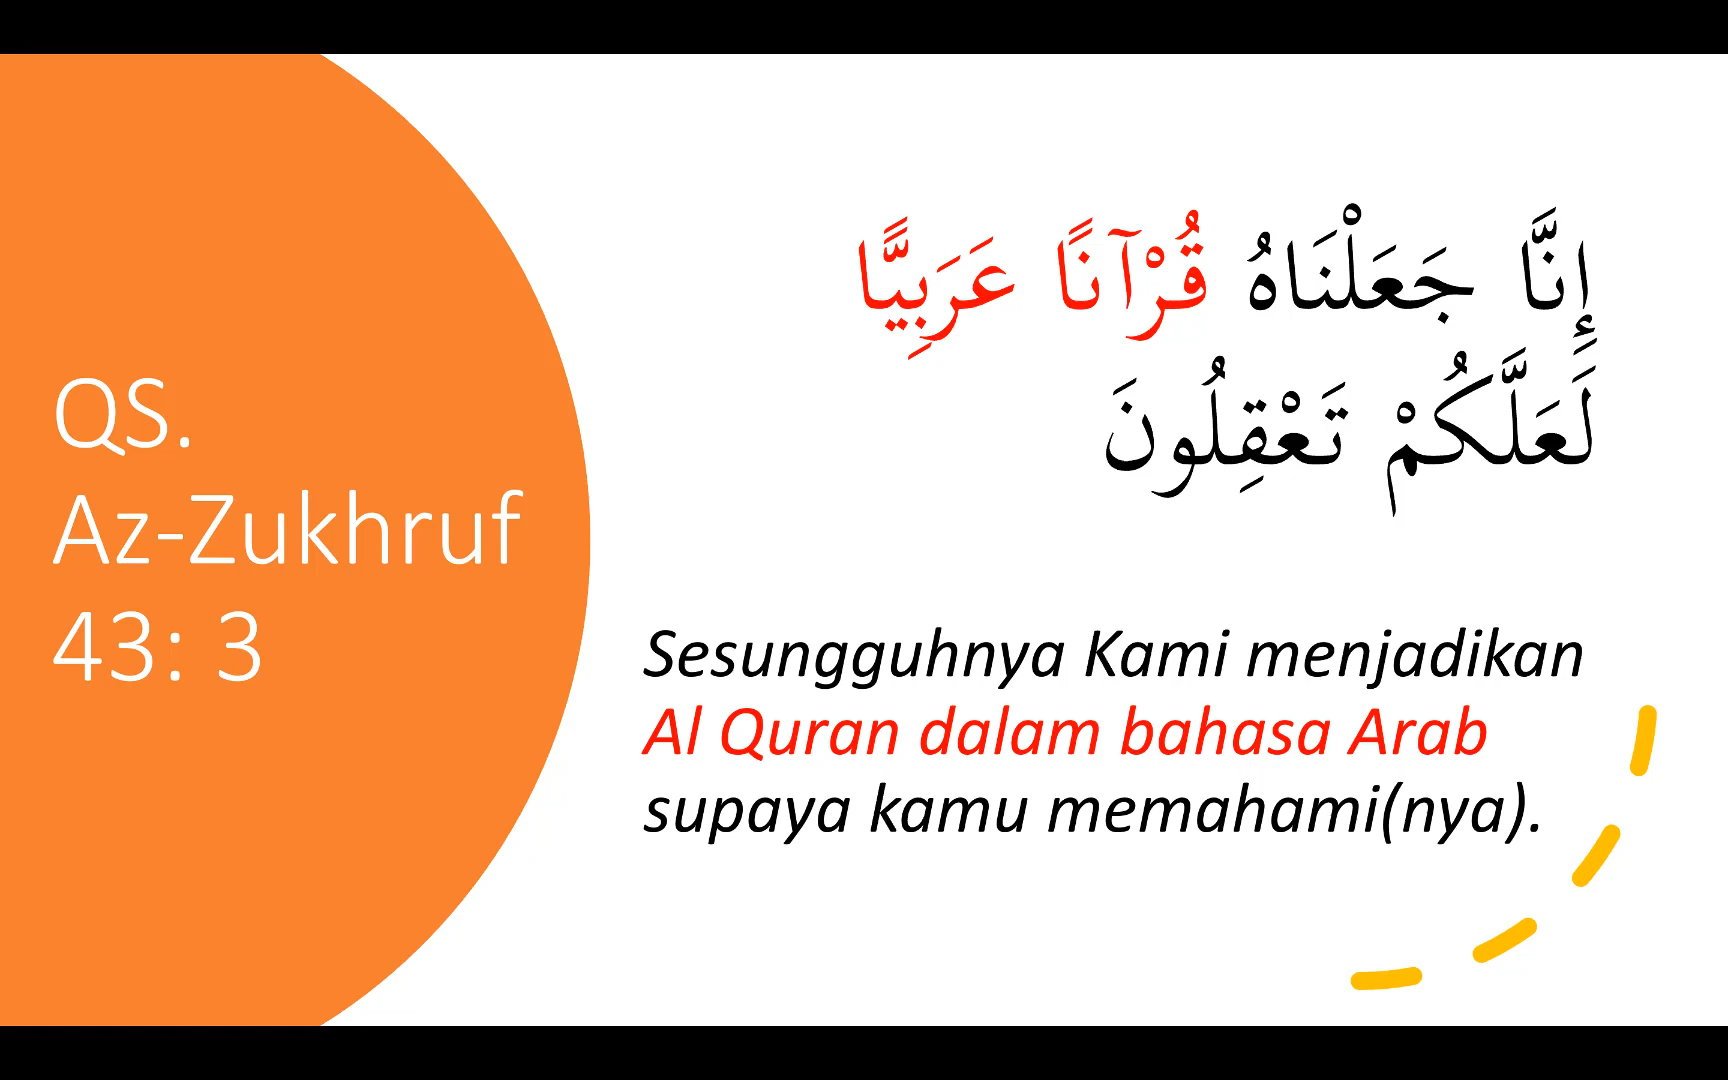 QS.
Az-Zukhruf
43: 3
إِنَّا جَعَلْنَاهُ قُرْآنًا عَرَبِيًّا
لَعَلَّكُمْ تَعْقِلُونَ
Sesungguhnya Kami menjadikan
Al Quran dalam bahasa Arab
supaya kamu memahami(nya).